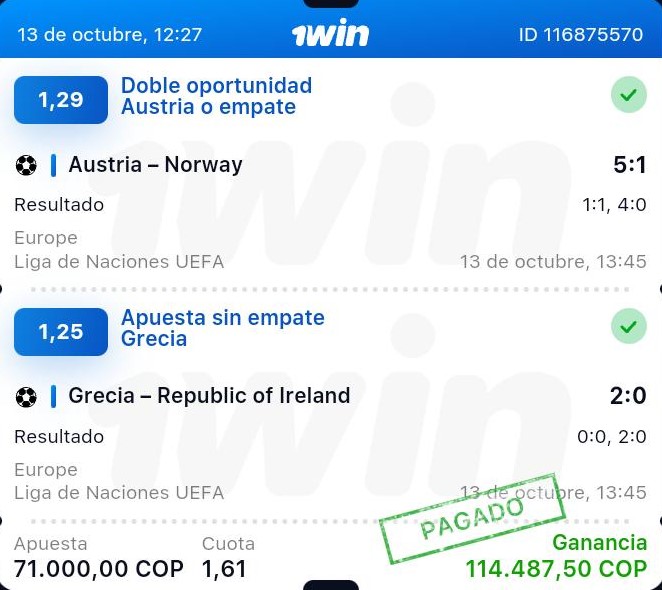 13 de octubre, 12:27
1win
ID 116875570
1,29
Doble oportunidad
Austria o empate
Austria – Norway 5:1
Resultado 1:1, 4:0
Europe
Liga de Naciones UEFA 13 de octubre, 13:45
1,25
Apuesta sin empate
Grecia
Grecia – Republic of Ireland 2:0
Resultado 0:0, 2:0
Europe
Liga de Naciones UEFA 13 de octubre, 13:45
PAGADO
Apuesta Cuota Ganancia
71.000,00 COP 1,61 114.487,50 COP
1win
1win